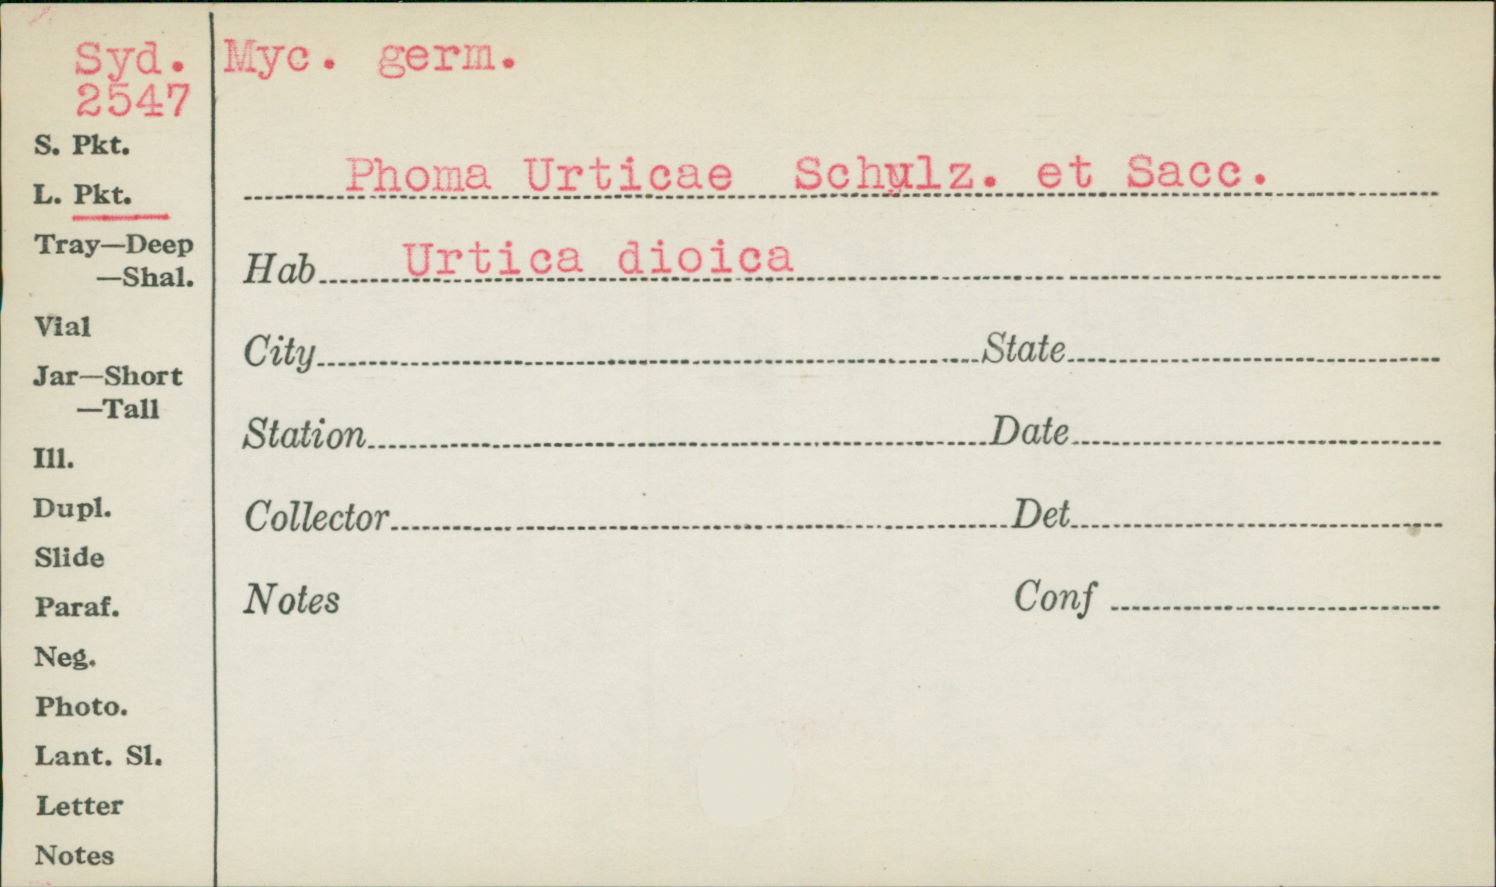 Syd. Myc. germ.
2547
S. Pkt.
L. Pkt.
Tray—Deep
—Shal.
Vial
Jar—Short
—Tall
Ill.
Dupl.
Slide
Paraf.
Neg.
Photo.
Lant. Sl.
Letter
Notes
Phoma Urticae Schulz. et Sacc.
Hab Urtica dioica
City State
Station Date
Collector Det
Notes Conf